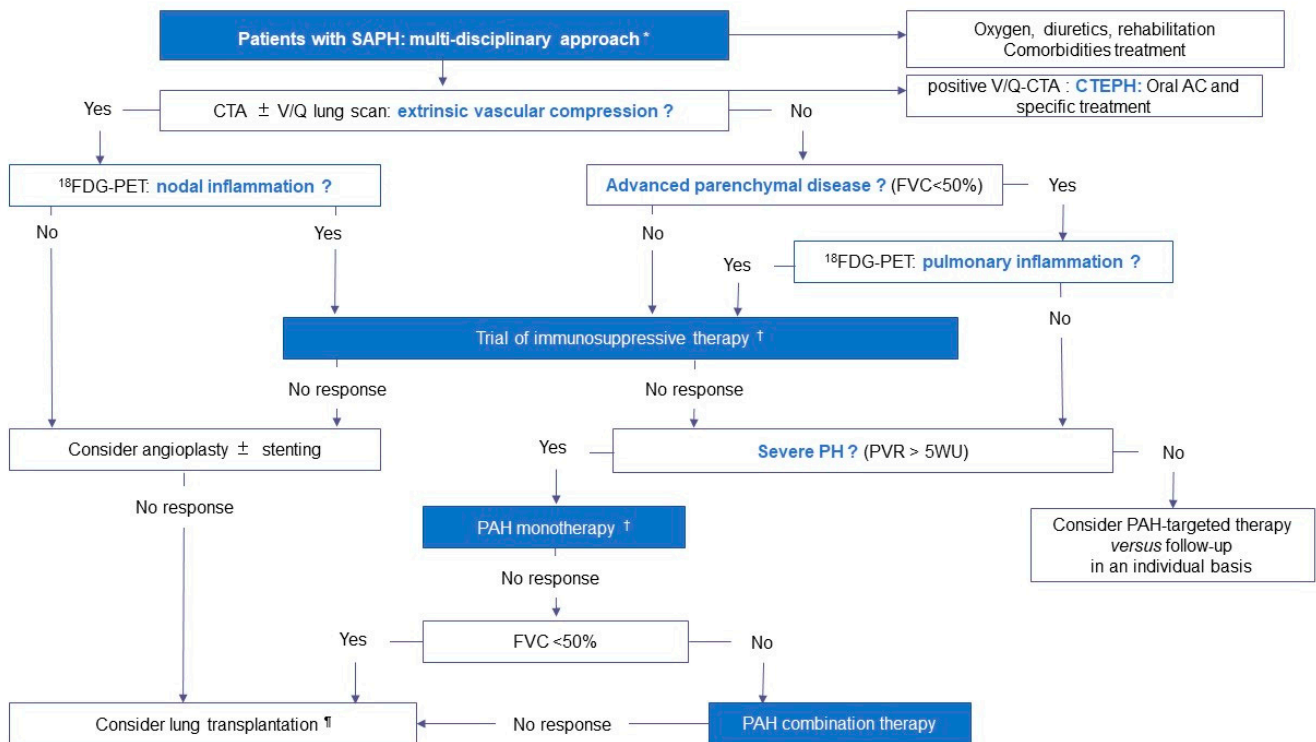 Patients with SAPH: multi-disciplinary approach *
Oxygen, diuretics, rehabilitation
Comorbidities treatment
Yes
CTA ± V/Q lung scan: extrinsic vascular compression ?
No
positive V/Q-CTA : CTEPH: Oral AC and
specific treatment
¹⁸FDG-PET: nodal inflammation ?
Advanced parenchymal disease ? (FVC<50%)
Yes
No
Yes
No
Yes
¹⁸FDG-PET: pulmonary inflammation ?
No
Trial of immunosuppressive therapy †
No response
No response
Consider angioplasty ± stenting
Yes
Severe PH ? (PVR > 5WU)
No
No response
PAH monotherapy †
Consider PAH-targeted therapy
versus follow-up
in an individual basis
No response
Yes
FVC <50%
No
Consider lung transplantation ¶
No response
PAH combination therapy